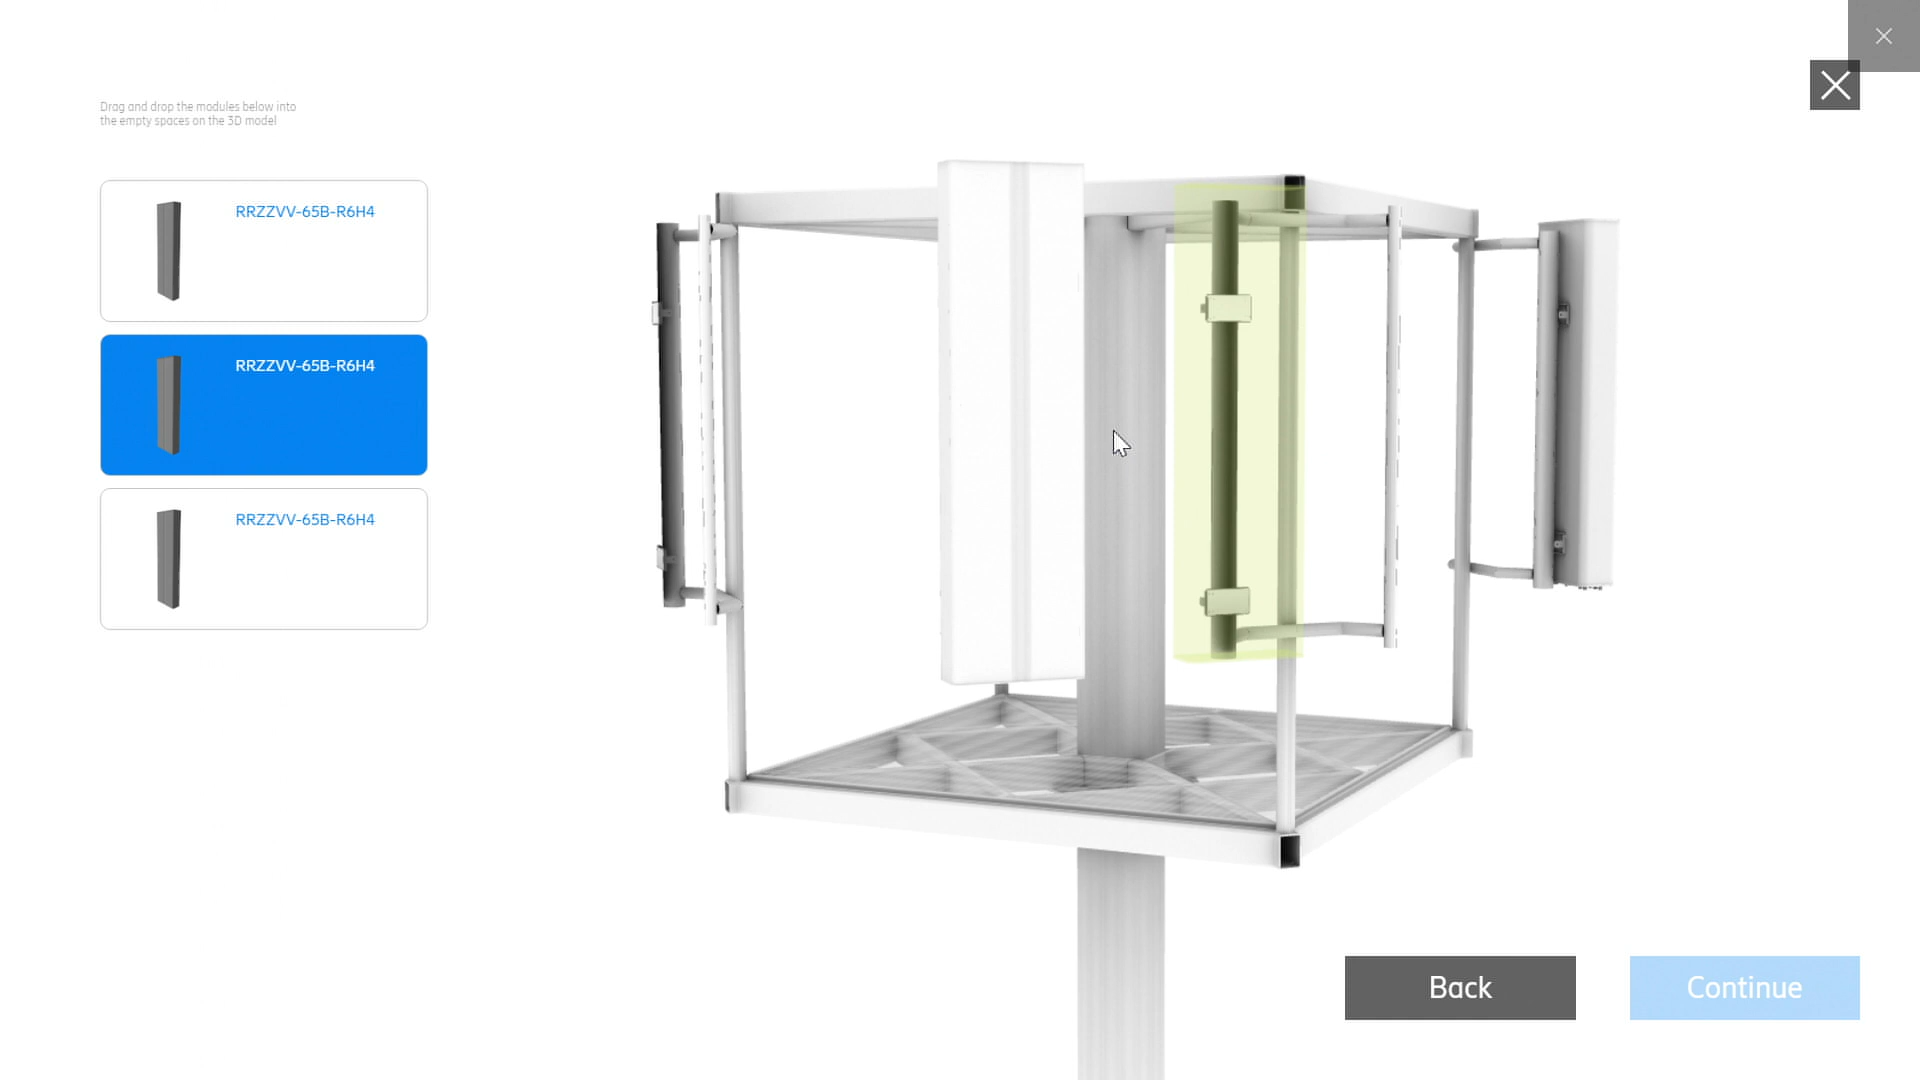 Drag and drop the modules below into
the empty spaces on the 3D model
RRZZVV-65B-R6H4
RRZZVV-65B-R6H4
RRZZVV-65B-R6H4
Back
Continue